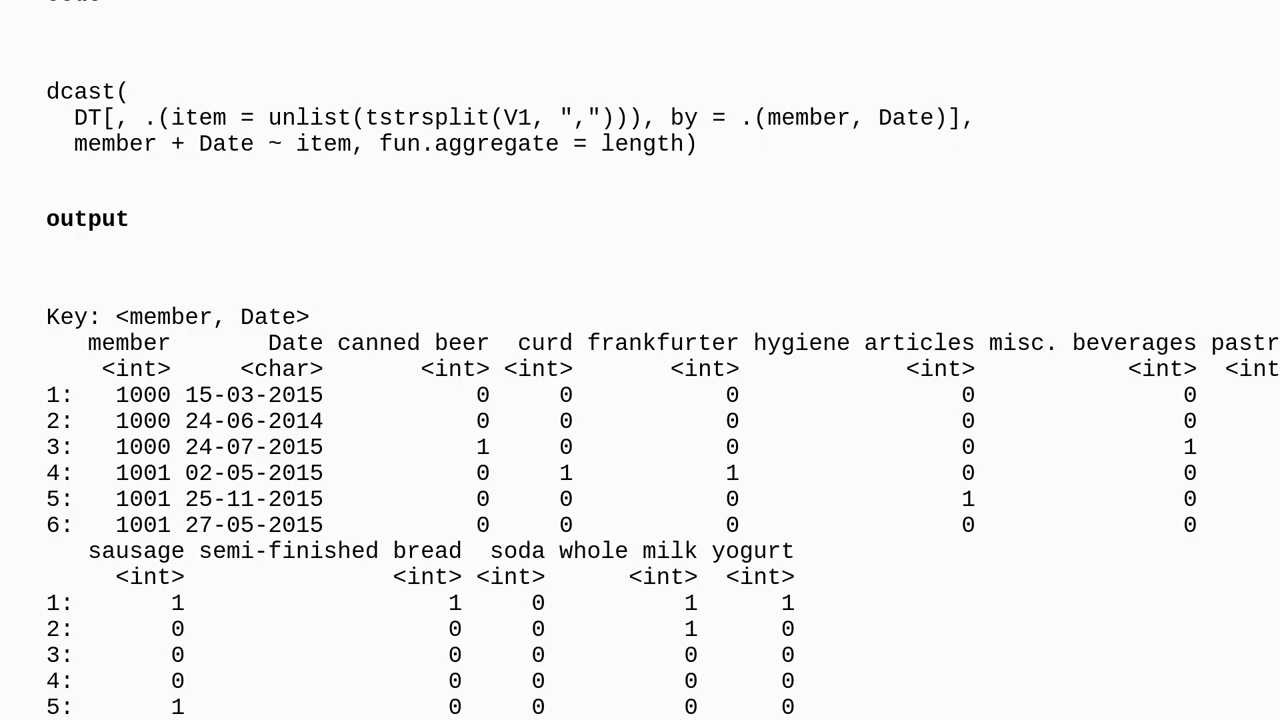 dcast(
  DT[, .(item = unlist(tstrsplit(V1, ","))), by = .(member, Date)],
  member + Date ~ item, fun.aggregate = length)
output
Key: <member, Date>
   member       Date canned beer  curd frankfurter hygiene articles misc. beverages pastr
    <int>     <char>       <int> <int>       <int>            <int>           <int>  <int
1:   1000 15-03-2015           0     0           0                0               0
2:   1000 24-06-2014           0     0           0                0               0
3:   1000 24-07-2015           1     0           0                0               1
4:   1001 02-05-2015           0     1           1                0               0
5:   1001 25-11-2015           0     0           0                1               0
6:   1001 27-05-2015           0     0           0                0               0
   sausage semi-finished bread  soda whole milk yogurt
     <int>               <int> <int>      <int>  <int>
1:       1                   1     0          1      1
2:       0                   0     0          1      0
3:       0                   0     0          0      0
4:       0                   0     0          0      0
5:       1                   0     0          0      0